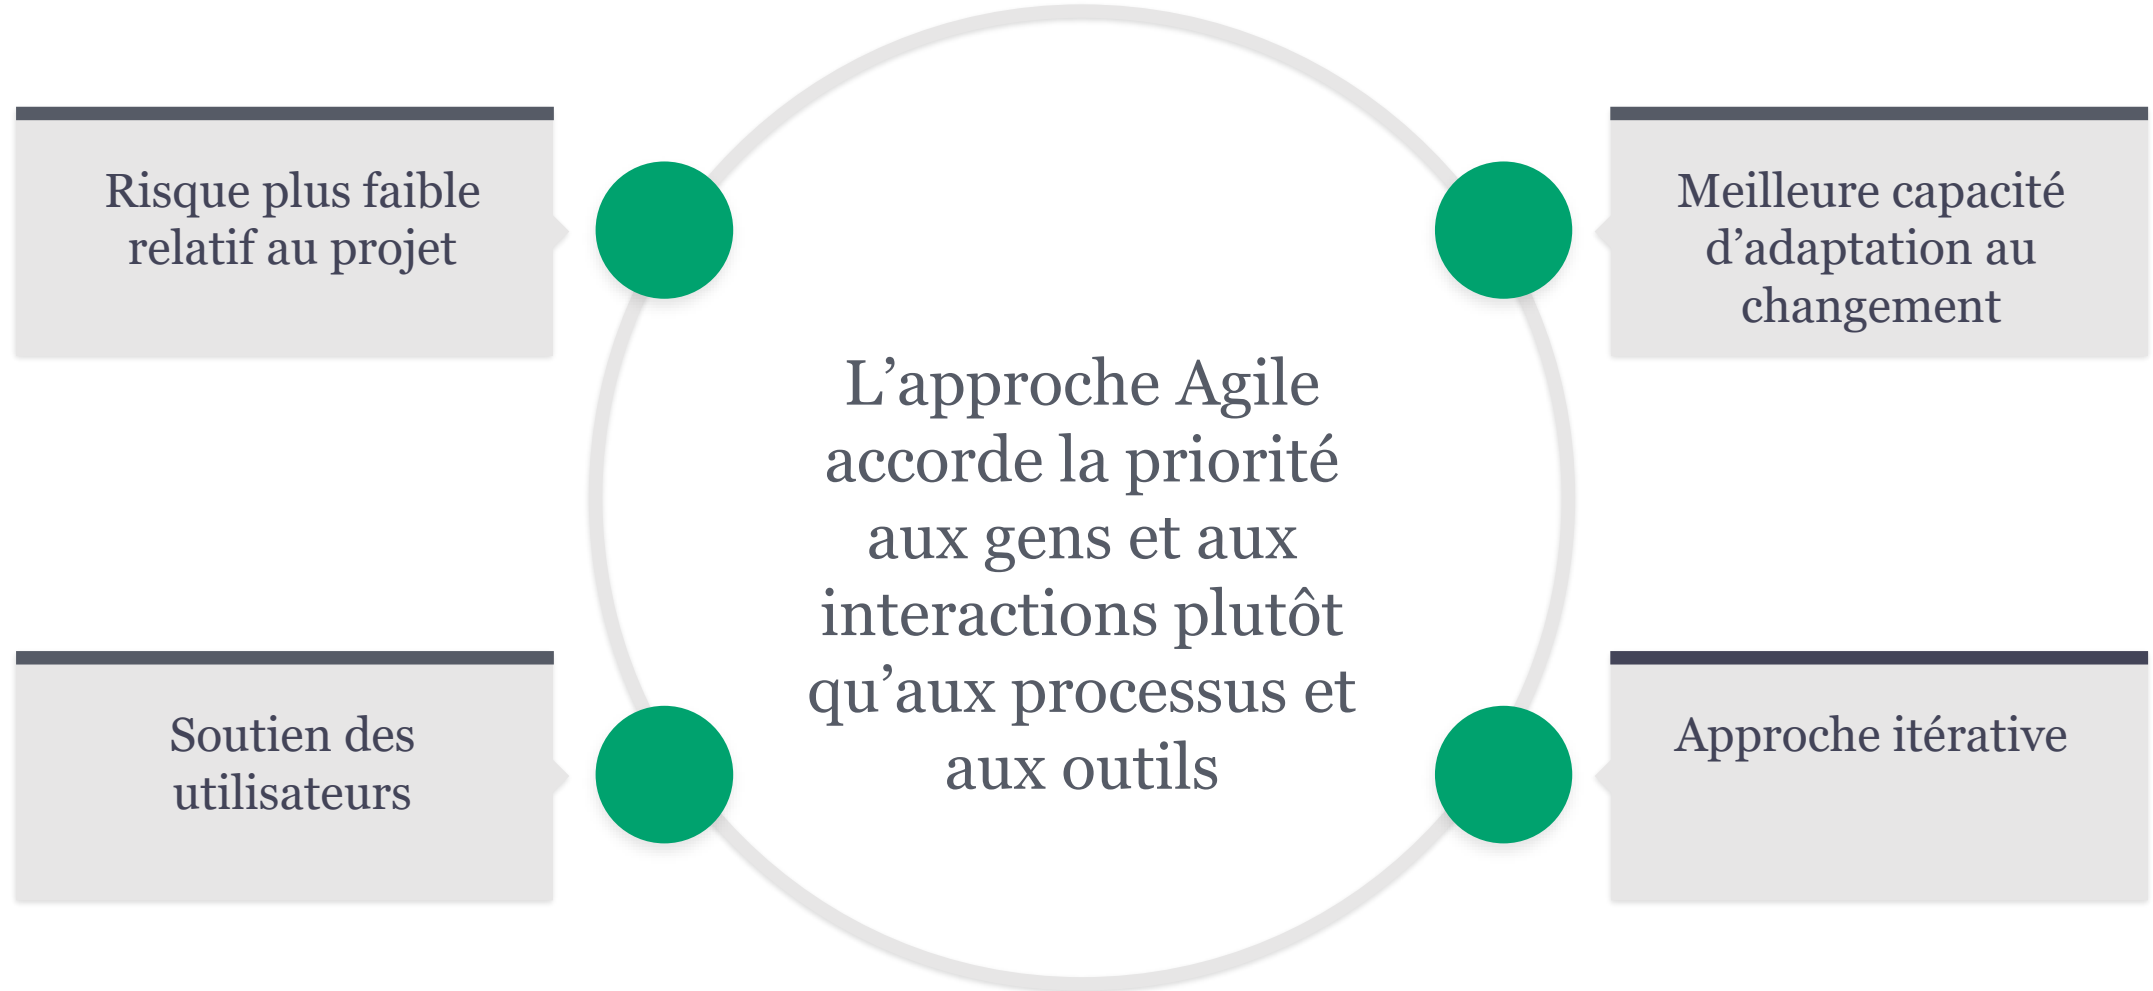 Risque plus faible
relatif au projet
Meilleure capacité
d’adaptation au
changement
L’approche Agile
accorde la priorité
aux gens et aux
interactions plutôt
qu’aux processus et
aux outils
Soutien des
utilisateurs
Approche itérative